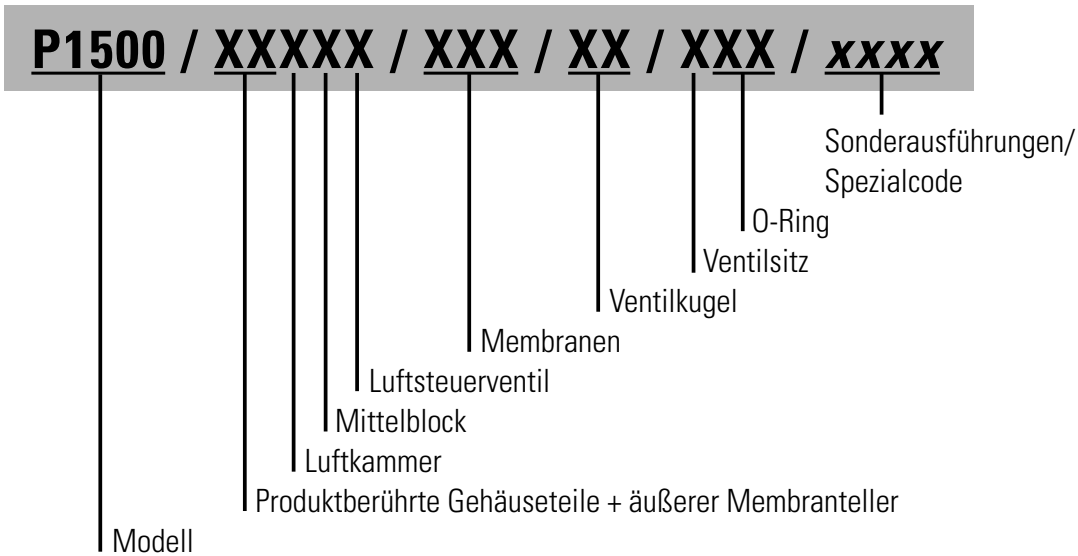 P1500 / XXXXX / XXX / XX / XXX / xxxx
Sonderausführungen/
Spezialcode
O-Ring
Ventilsitz
Ventilkugel
Membranen
Luftsteuerventil
Mittelblock
Luftkammer
Produktberührte Gehäuseteile + äußerer Membranteller
Modell